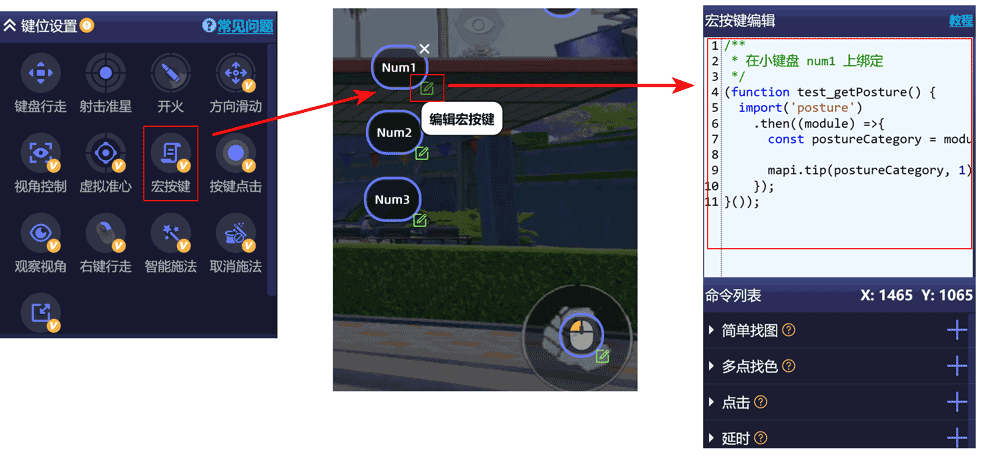 键位设置
常见问题
键盘行走
射击准星
开火
方向滑动
视角控制
虚拟准心
宏按键
按键点击
观察视角
右键行走
智能施法
取消施法
Num1
编辑宏按键
Num2
Num3
宏按键编辑
教程
1 /**
2 * 在小键盘 num1 上绑定
3 */
4 (function test_getPosture() {
5 import('posture')
6 .then((module) =>{
7 const postureCategory = modu
8
9 mapi.tip(postureCategory, 1)
10 });
11 }());
命令列表
X: 1465 Y: 1065
简单找图
多点找色
点击
延时